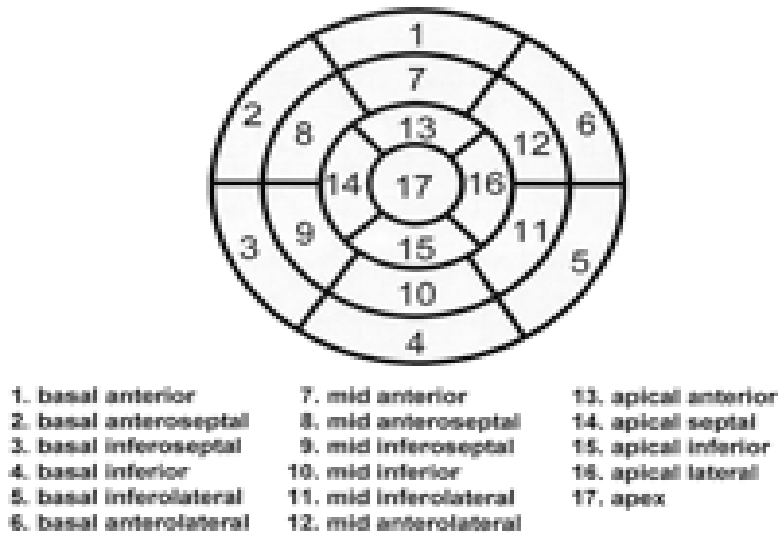 1
7
2
8
13
12
6
14
17
16
3
9
15
11
5
10
4
1. basal anterior
2. basal anteroseptal
3. basal inferoseptal
4. basal inferior
5. basal inferolateral
6. basal anterolateral
7. mid anterior
8. mid anteroseptal
9. mid inferoseptal
10. mid inferior
11. mid inferolateral
12. mid anterolateral
13. apical anterior
14. apical septal
15. apical inferior
16. apical lateral
17. apex